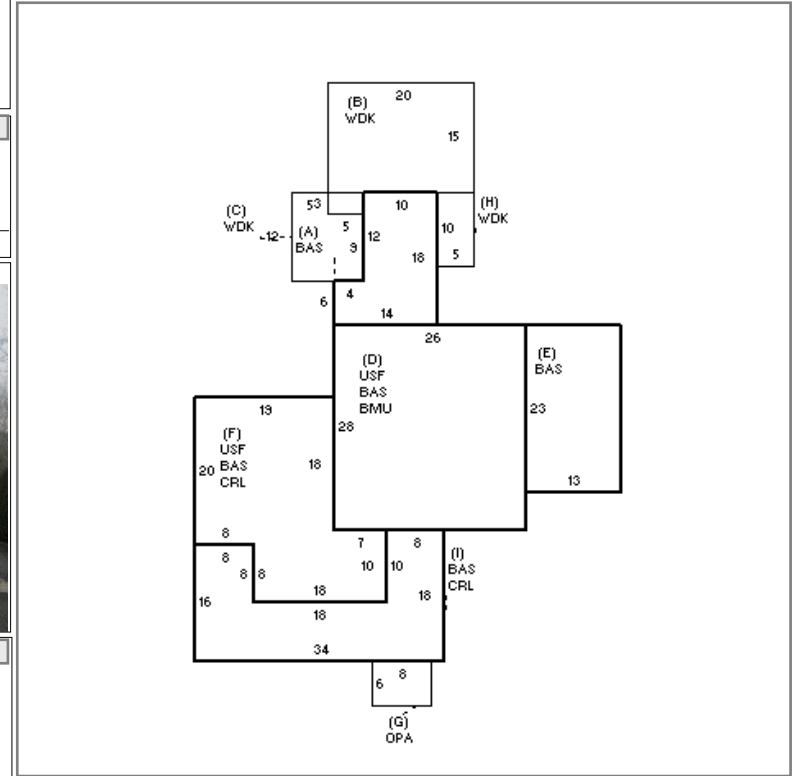 (B)
WDK
20
15
53
(C)
WDK
12
(A)
BAS
5
9
12
10
18
10
5
(H)
WDK
6
4
14
26
(D)
USF
BAS
BMU
28
(E)
BAS
23
13
19
(F)
USF
BAS
CRL
20
18
8
8
8
8
7
10
10
8
18
(I)
BAS
CRL
18
16
18
34
6
8
(G)
OPA